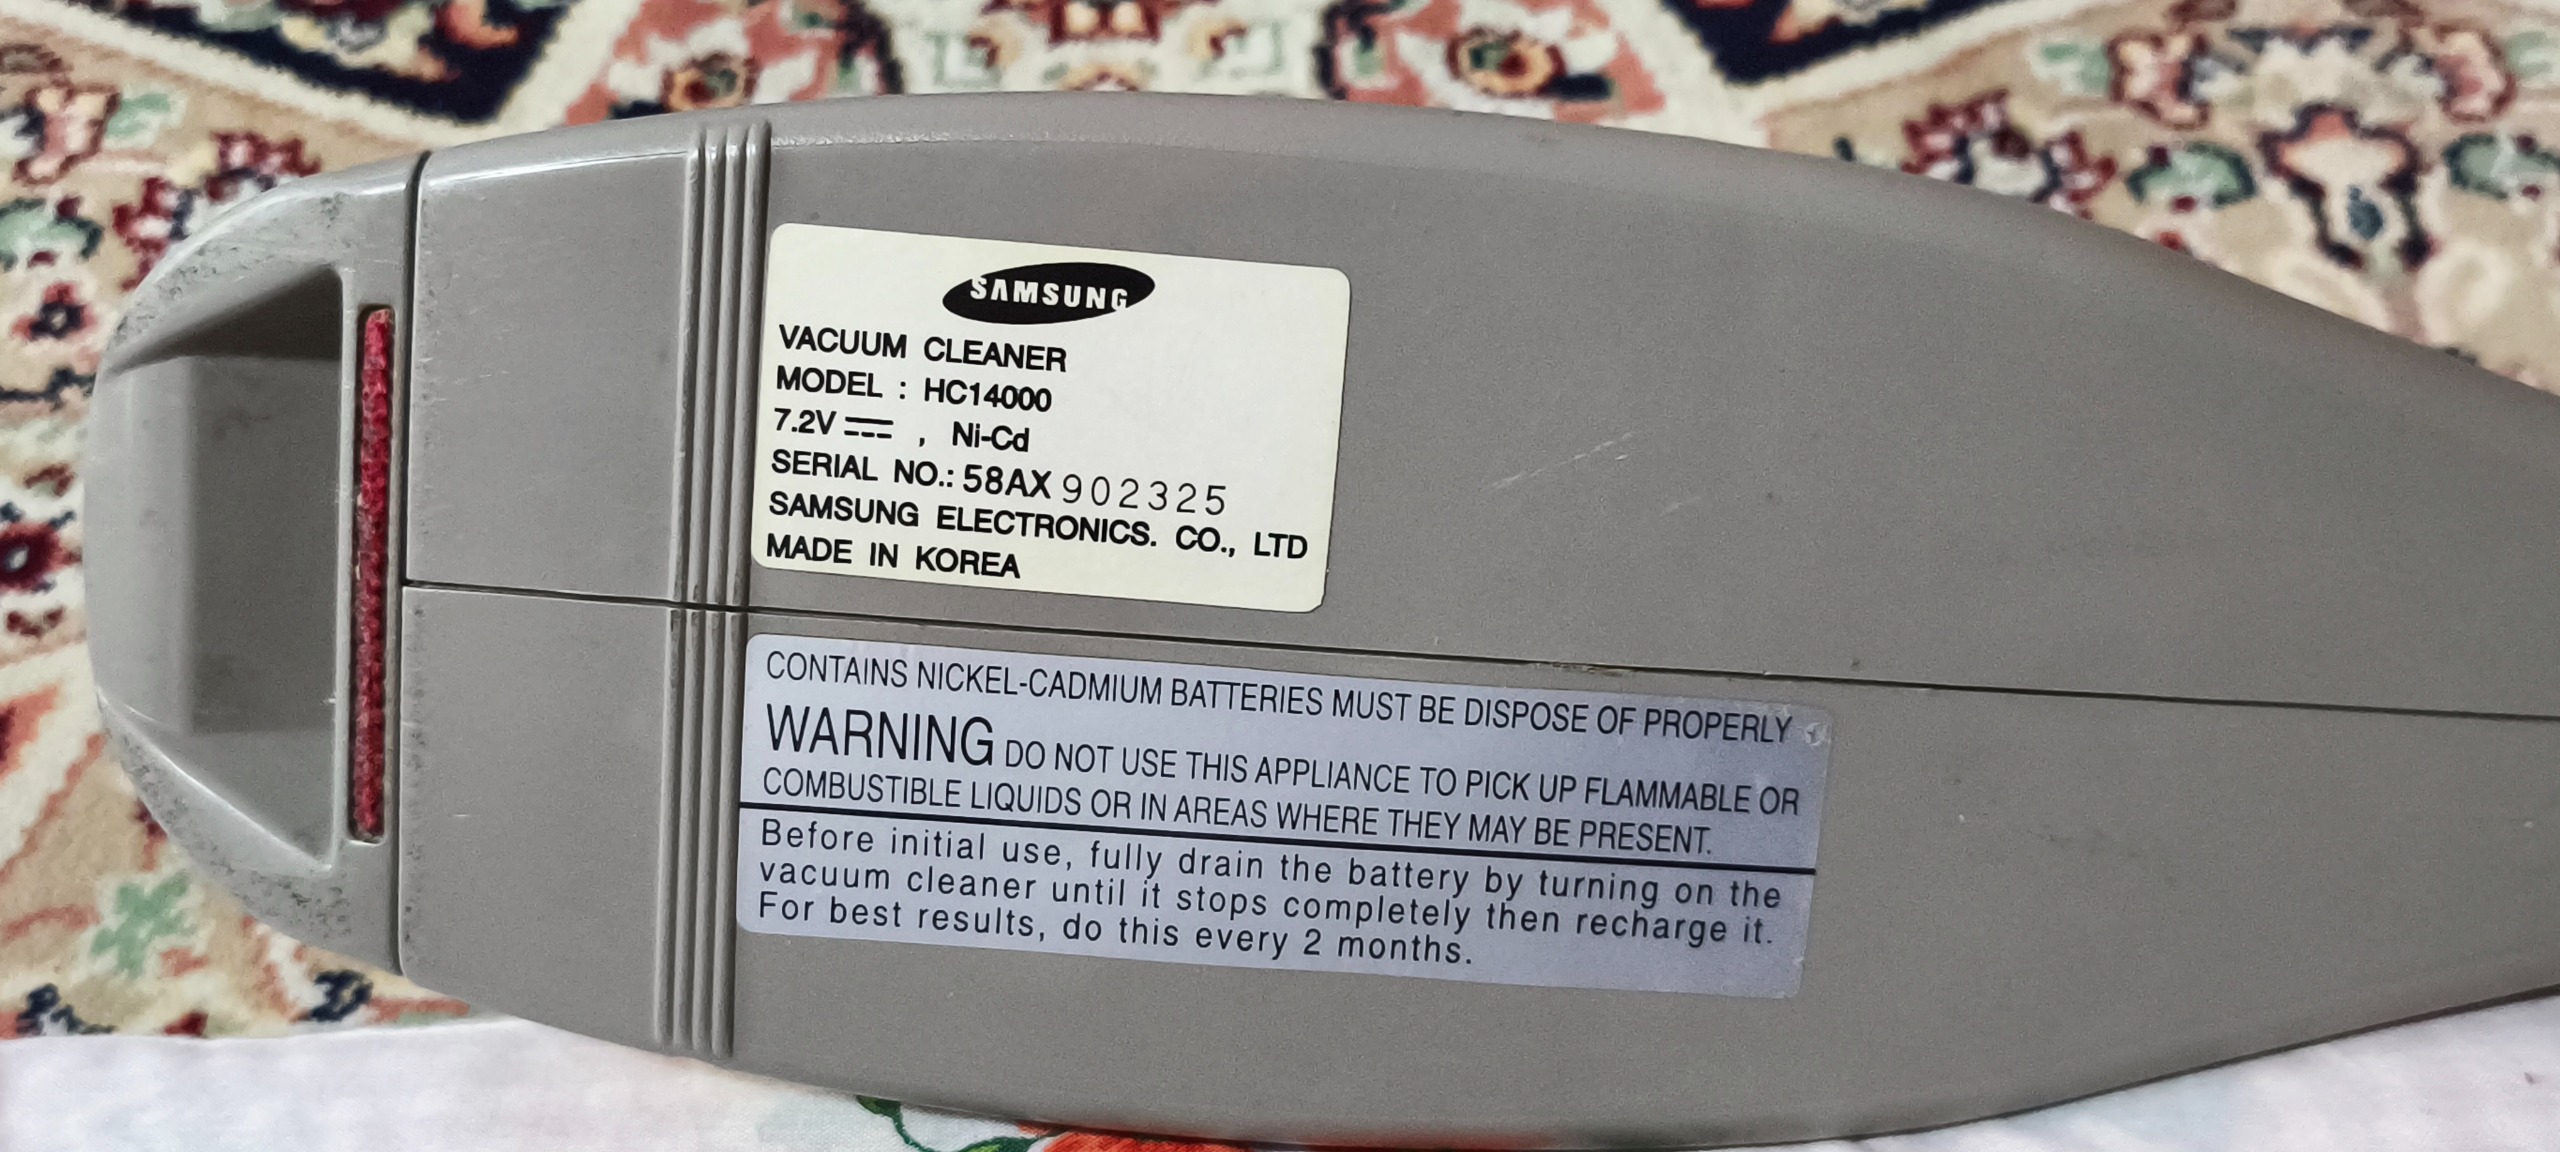 SAMSUNG
VACUUM CLEANER
MODEL : HC14000
7.2V , Ni-Cd
SERIAL NO.: 58AX 902325
SAMSUNG ELECTRONICS. CO., LTD
MADE IN KOREA
CONTAINS NICKEL-CADMIUM BATTERIES MUST BE DISPOSE OF PROPERLY
WARNING DO NOT USE THIS APPLIANCE TO PICK UP FLAMMABLE OR
COMBUSTIBLE LIQUIDS OR IN AREAS WHERE THEY MAY BE PRESENT.
Before initial use, fully drain the battery by turning on the
vacuum cleaner until it stops completely then recharge it.
For best results, do this every 2 months.